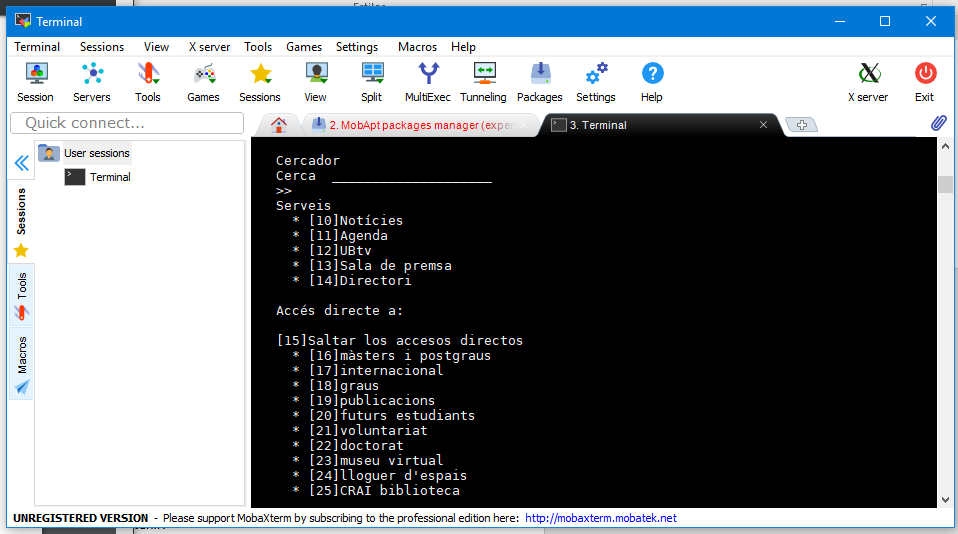 Estilos
Terminal
Terminal Sessions View X server Tools Games Settings Macros Help
Session Servers Tools Games Sessions View Split MultiExec Tunneling Packages Settings Help X server Exit
Quick connect...
2. MobApt packages manager (exper
3. Terminal
User sessions
Terminal
Sessions
Tools
Macros
Cercador
Cerca ____________________
>>
Serveis
* [10]Notícies
* [11]Agenda
* [12]UBtv
* [13]Sala de premsa
* [14]Directori
Accés directe a:
[15]Saltar los accesos directos
* [16]màsters i postgraus
* [17]internacional
* [18]graus
* [19]publicacions
* [20]futurs estudiants
* [21]voluntariat
* [22]doctorat
* [23]museu virtual
* [24]lloguer d'espais
* [25]CRAI biblioteca
UNREGISTERED VERSION - Please support MobaXterm by subscribing to the professional edition here: http://mobaxterm.mobatek.net